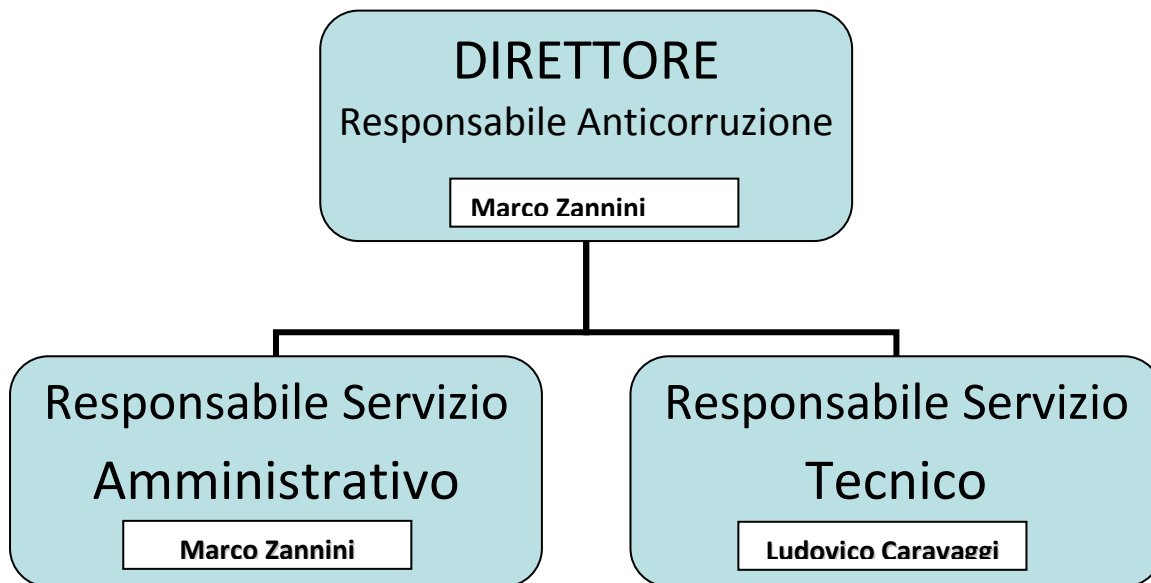 DIRETTORE
Responsabile Anticorruzione
Marco Zannini
Responsabile Servizio
Amministrativo
Marco Zannini
Responsabile Servizio
Tecnico
Ludovico Caravaggi